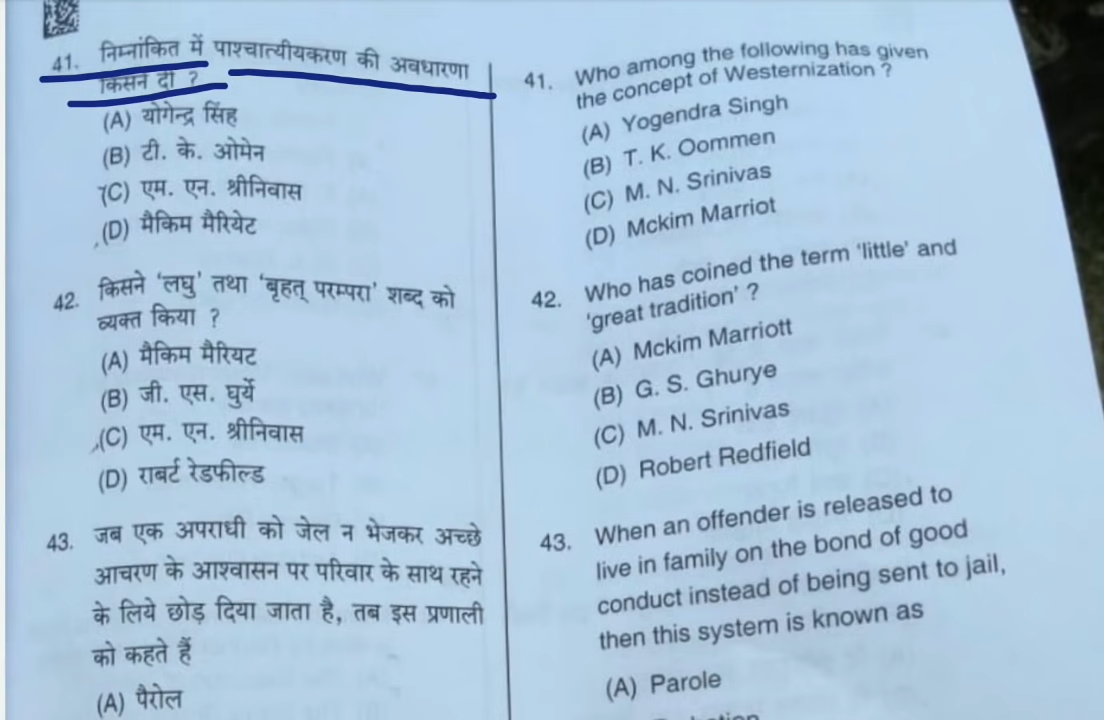 41. निम्नांकित में पाश्चात्यीयकरण की अवधारणा
किसने दी ?
(A) योगेन्द्र सिंह
(B) टी. के. ओमेन
(C) एम. एन. श्रीनिवास
(D) मैकिम मैरियेट
42. किसने ‘लघु’ तथा ‘बृहत् परम्परा’ शब्द को
व्यक्त किया ?
(A) मैकिम मैरियट
(B) जी. एस. घुर्ये
(C) एम. एन. श्रीनिवास
(D) राबर्ट रेडफील्ड
43. जब एक अपराधी को जेल न भेजकर अच्छे
आचरण के आश्वासन पर परिवार के साथ रहने
के लिये छोड़ दिया जाता है, तब इस प्रणाली
को कहते हैं
(A) पैरोल
41. Who among the following has given
the concept of Westernization ?
(A) Yogendra Singh
(B) T. K. Oommen
(C) M. N. Srinivas
(D) Mckim Marriot
42. Who has coined the term ‘little’ and
‘great tradition’ ?
(A) Mckim Marriott
(B) G. S. Ghurye
(C) M. N. Srinivas
(D) Robert Redfield
43. When an offender is released to
live in family on the bond of good
conduct instead of being sent to jail,
then this system is known as
(A) Parole